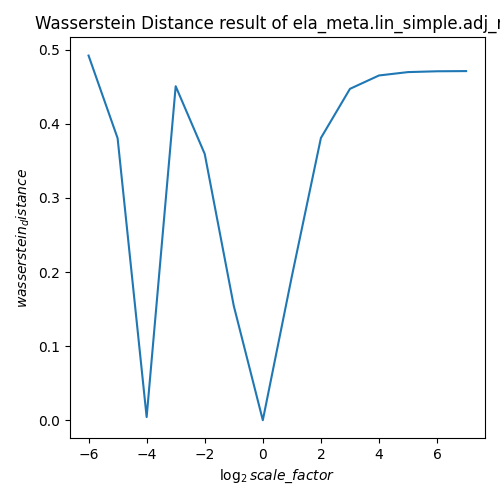 Wasserstein Distance result of ela_meta.lin_simple.adj_r
0.5
0.4
0.3
0.2
0.1
0.0
wasserstein_distance
−6 −4 −2 0 2 4 6
log₂ scale_factor